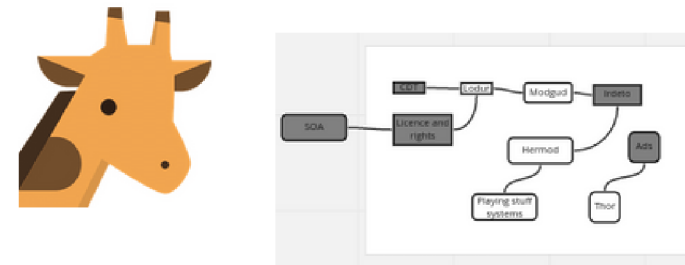 Lodur
Modgud
Irdeto
SOA
Licence and
rights
Hermod
Ads
Playing stuff
systems
Thor